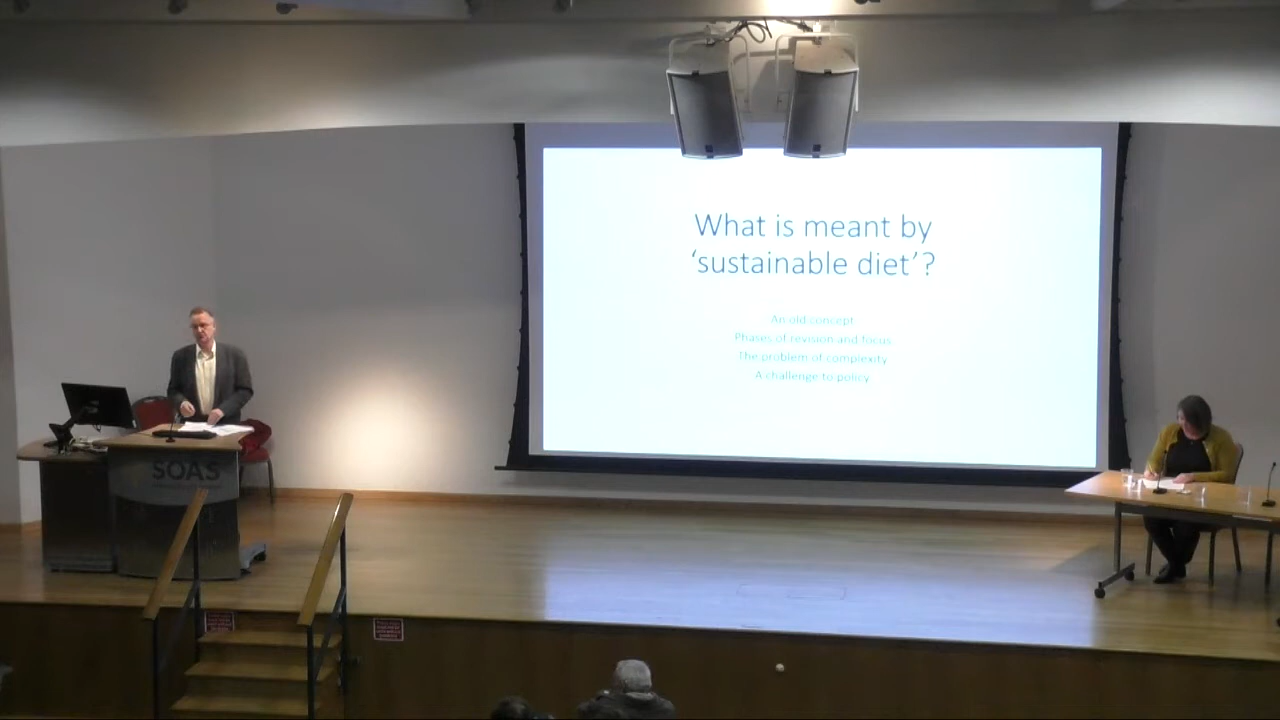 What is meant by
‘sustainable diet’?
An old concept
Phases of revision and focus
The problem of complexity
A challenge to policy
SOAS